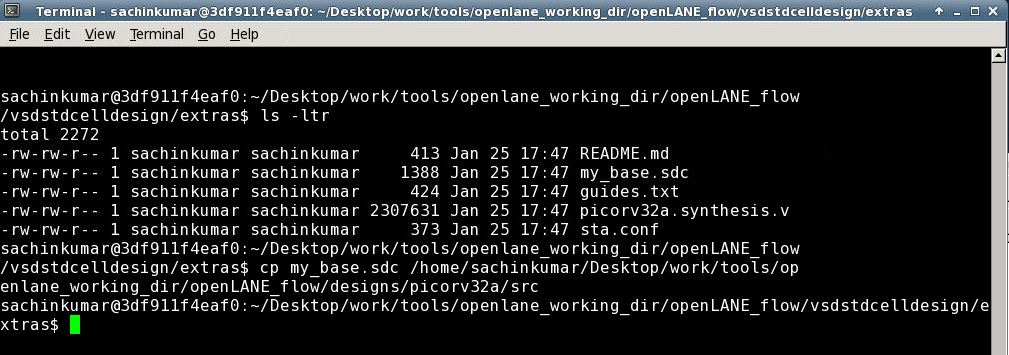 Terminal - sachinkumar@3df911f4eaf0: ~/Desktop/work/tools/openlane_working_dir/openLANE_flow/vsdstdcelldesign/extras
File Edit View Terminal Go Help
sachinkumar@3df911f4eaf0:~/Desktop/work/tools/openlane_working_dir/openLANE_flow
/vsdstdcelldesign/extras$ ls -ltr
total 2272
-rw-rw-r-- 1 sachinkumar sachinkumar     413 Jan 25 17:47 README.md
-rw-rw-r-- 1 sachinkumar sachinkumar    1388 Jan 25 17:47 my_base.sdc
-rw-rw-r-- 1 sachinkumar sachinkumar     424 Jan 25 17:47 guides.txt
-rw-rw-r-- 1 sachinkumar sachinkumar 2307631 Jan 25 17:47 picorv32a.synthesis.v
-rw-rw-r-- 1 sachinkumar sachinkumar     373 Jan 25 17:47 sta.conf
sachinkumar@3df911f4eaf0:~/Desktop/work/tools/openlane_working_dir/openLANE_flow
/vsdstdcelldesign/extras$ cp my_base.sdc /home/sachinkumar/Desktop/work/tools/op
enlane_working_dir/openLANE_flow/designs/picorv32a/src
sachinkumar@3df911f4eaf0:~/Desktop/work/tools/openlane_working_dir/openLANE_flow/vsdstdcelldesign/e
xtras$